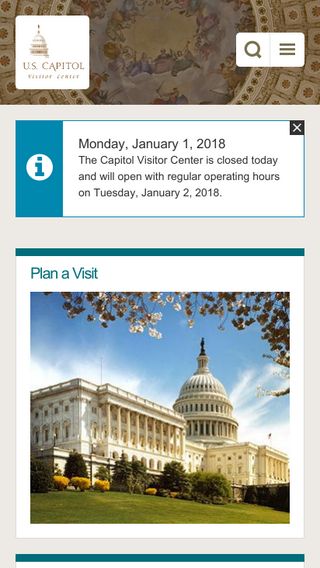 U.S. CAPITOL
Visitor Center
Monday, January 1, 2018
The Capitol Visitor Center is closed today
and will open with regular operating hours
on Tuesday, January 2, 2018.
Plan a Visit